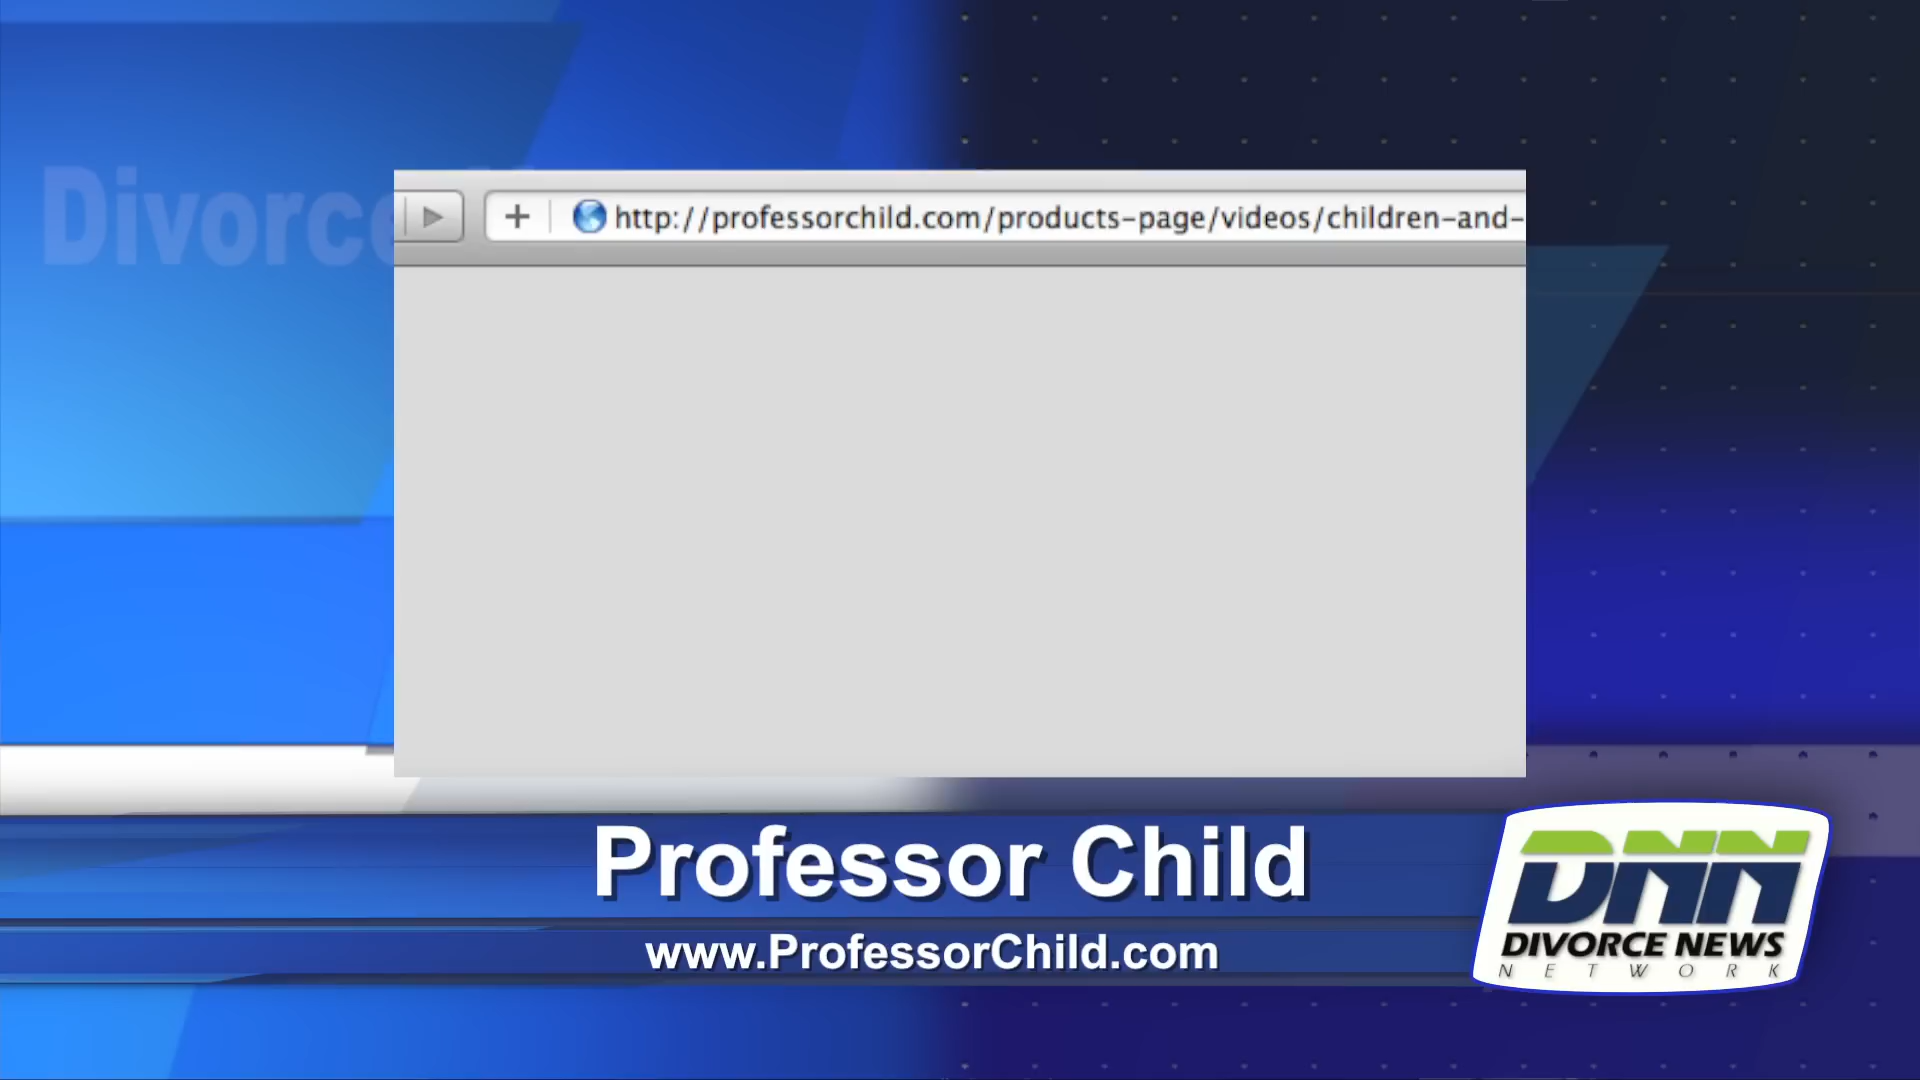 Divorce
http://professorchild.com/products-page/videos/children-and-
Professor Child
www.ProfessorChild.com
DNN
DIVORCE NEWS
NETWORK